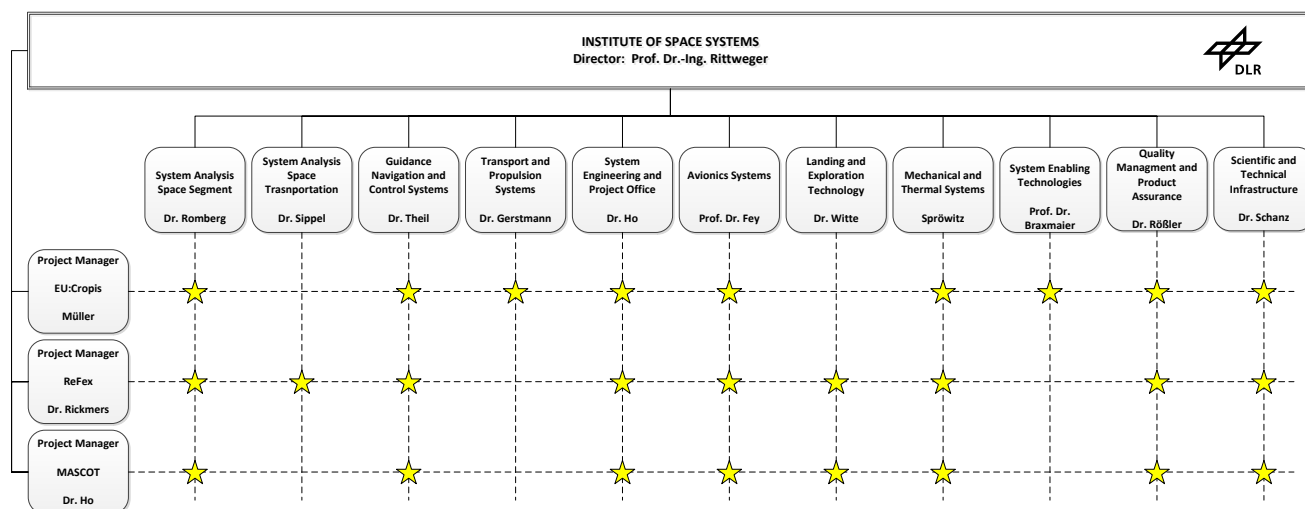 INSTITUTE OF SPACE SYSTEMS
Director: Prof. Dr.-Ing. Rittweger
DLR
System Analysis
Space Segment
Dr. Romberg
System Analysis
Space
Trasnportation
Dr. Sippel
Guidance
Navigation and
Control Systems
Dr. Theil
Transport and
Propulsion
Systems
Dr. Gerstmann
System
Engineering and
Project Office
Dr. Ho
Avionics Systems
Prof. Dr. Fey
Landing and
Exploration
Technology
Dr. Witte
Mechanical and
Thermal Systems
Spröwitz
System Enabling
Technologies
Prof. Dr.
Braxmaier
Quality
Managment and
Product
Assurance
Dr. Rößler
Scientific and
Technical
Infrastructure
Dr. Schanz
Project Manager
EU:Cropis
Müller
Project Manager
ReFex
Dr. Rickmers
Project Manager
MASCOT
Dr. Ho